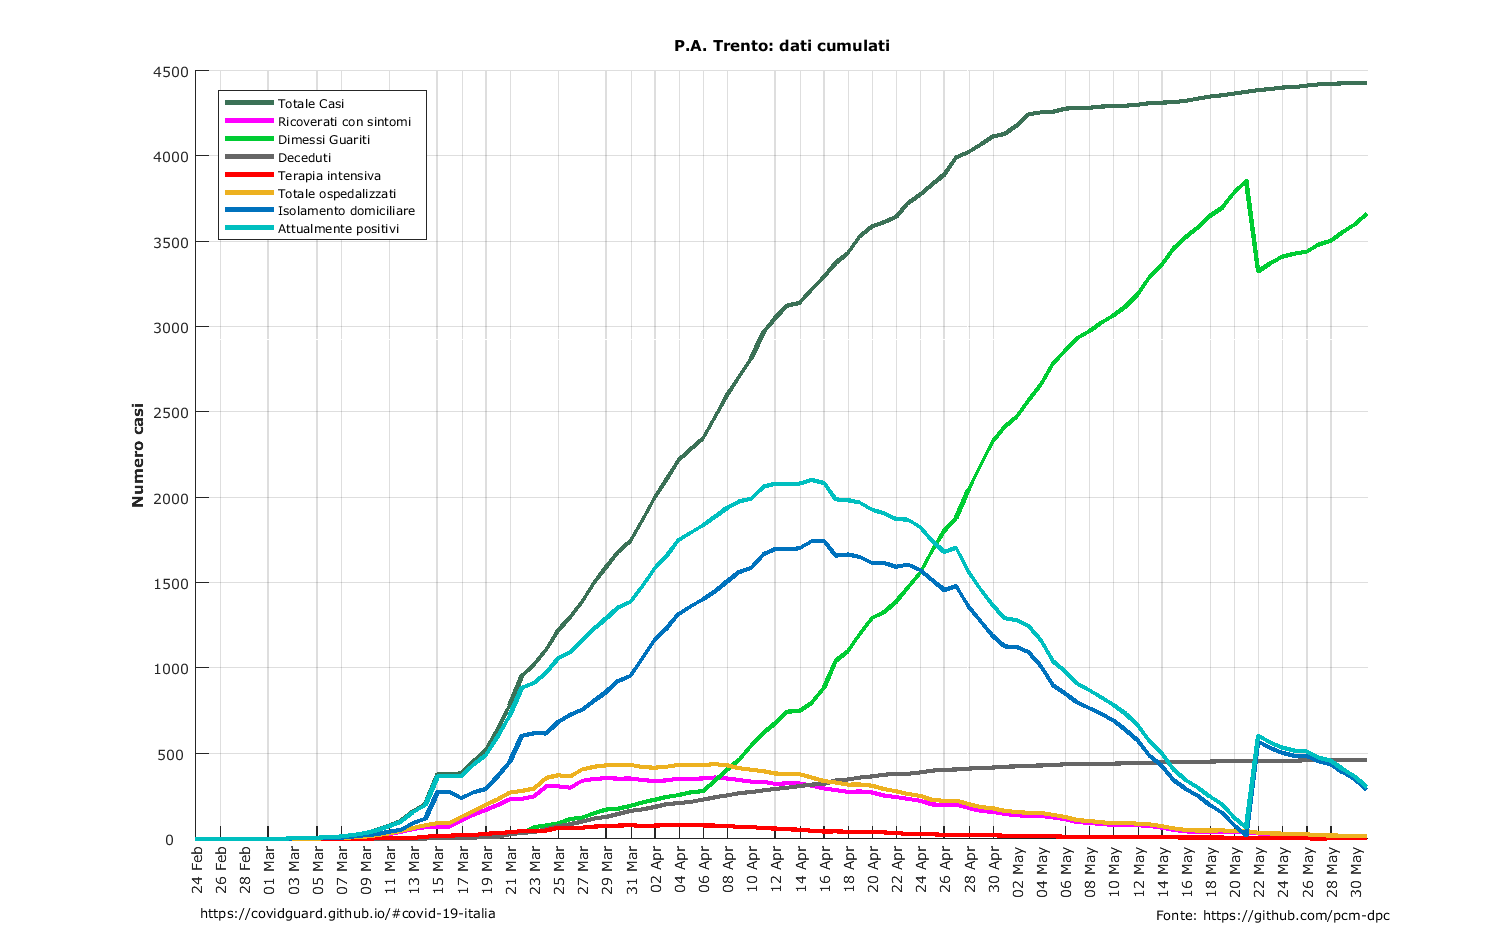 P.A. Trento: dati cumulati
Numero casi
4500
4000
3500
3000
2500
2000
1500
1000
500
0
Totale Casi
Ricoverati con sintomi
Dimessi Guariti
Deceduti
Terapia intensiva
Totale ospedalizzati
Isolamento domiciliare
Attualmente positivi
24 Feb
26 Feb
28 Feb
01 Mar
03 Mar
05 Mar
07 Mar
09 Mar
11 Mar
13 Mar
15 Mar
17 Mar
19 Mar
21 Mar
23 Mar
25 Mar
27 Mar
29 Mar
31 Mar
02 Apr
04 Apr
06 Apr
08 Apr
10 Apr
12 Apr
14 Apr
16 Apr
18 Apr
20 Apr
22 Apr
24 Apr
26 Apr
28 Apr
30 Apr
02 May
04 May
06 May
08 May
10 May
12 May
14 May
16 May
18 May
20 May
22 May
24 May
26 May
28 May
30 May
https://covidguard.github.io/#covid-19-italia
Fonte: https://github.com/pcm-dpc